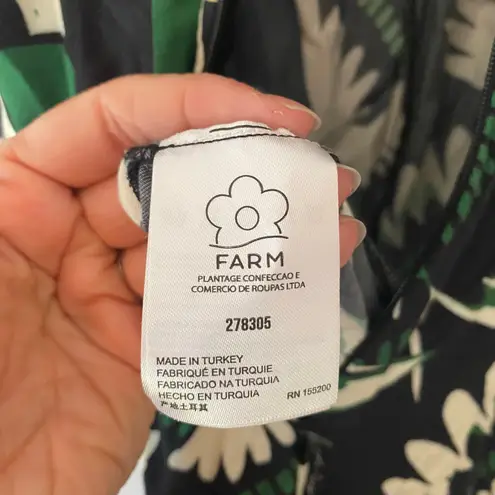 FARM
PLANTAGE CONFECCAO E
COMERCIO DE ROUPAS LTDA
278305
MADE IN TURKEY
FABRIQUÉ EN TURQUIE
FABRICADO NA TURQUIA
HECHO EN TURQUIA
RN 155200
产地土耳其